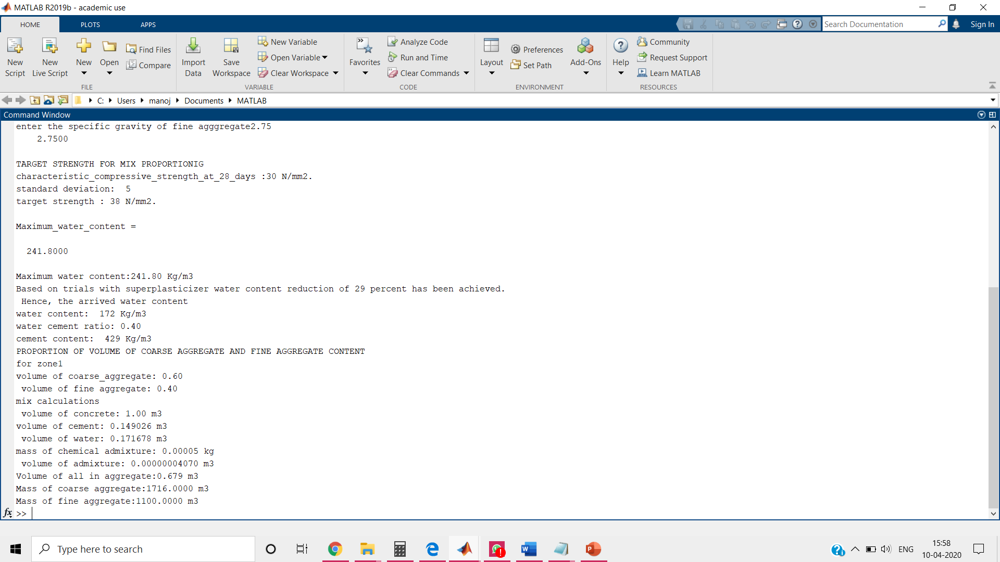 MATLAB R2019b - academic use
HOME PLOTS APPS
Search Documentation
Sign In
New Script
New Live Script
New
Open
Find Files
Compare
FILE
Import Data
Save Workspace
New Variable
Open Variable
Clear Workspace
VARIABLE
Favorites
Analyze Code
Run and Time
Clear Commands
CODE
Layout
Preferences
Set Path
Add-Ons
ENVIRONMENT
Help
Community
Request Support
Learn MATLAB
RESOURCES
C: Users manoj Documents MATLAB
Command Window
enter the specific gravity of fine agggregate2.75
2.7500
TARGET STRENGTH FOR MIX PROPORTIONIG
characteristic_compressive_strength_at_28_days :30 N/mm2.
standard deviation: 5
target strength : 38 N/mm2.
Maximum_water_content =
241.8000
Maximum water content:241.80 Kg/m3
Based on trials with superplasticizer water content reduction of 29 percent has been achieved.
Hence, the arrived water content
water content: 172 Kg/m3
water cement ratio: 0.40
cement content: 429 Kg/m3
PROPORTION OF VOLUME OF COARSE AGGREGATE AND FINE AGGREGATE CONTENT
for zone1
volume of coarse_aggregate: 0.60
volume of fine aggregate: 0.40
mix calculations
volume of concrete: 1.00 m3
volume of cement: 0.149026 m3
volume of water: 0.171678 m3
mass of chemical admixture: 0.00005 kg
volume of admixture: 0.00000004070 m3
Volume of all in aggregate:0.679 m3
Mass of coarse aggregate:1716.0000 m3
Mass of fine aggregate:1100.0000 m3
fx >>
Type here to search
ENG
15:58
10-04-2020